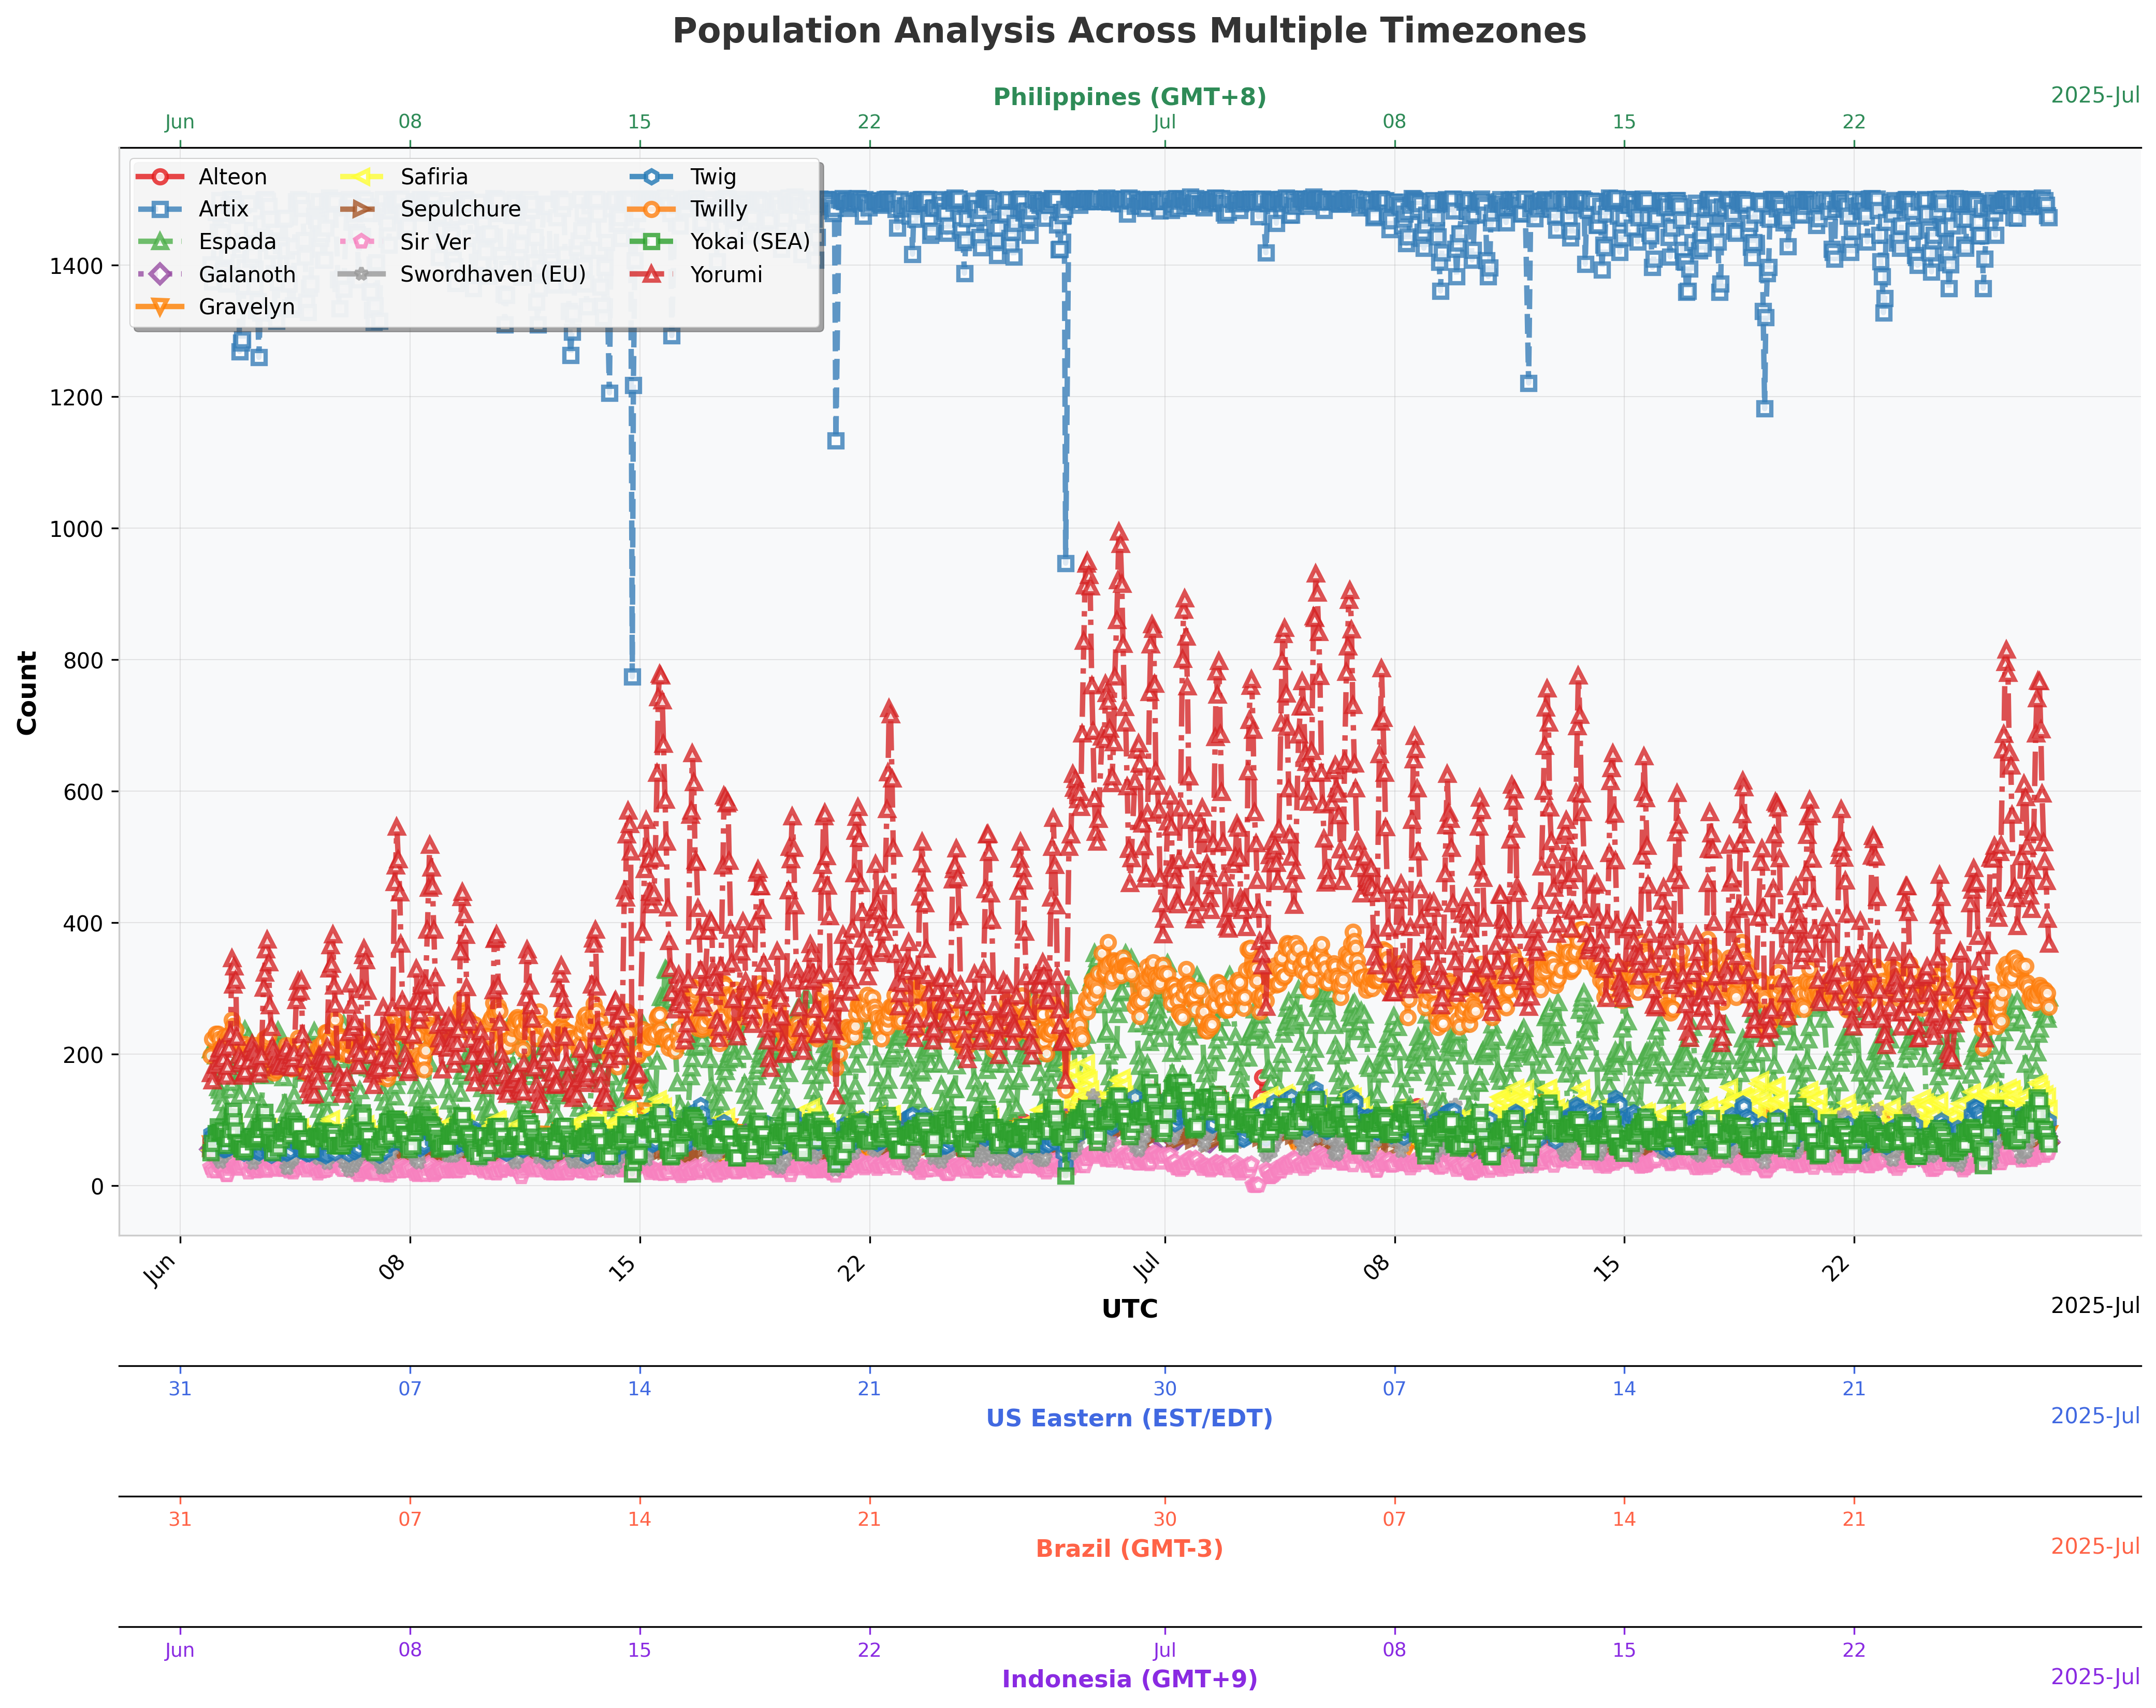 Population Analysis Across Multiple Timezones
Philippines (GMT+8)
2025-Jul
Jun 08 15 22 Jul 08 15 22
Alteon
Artix
Espada
Galanoth
Gravelyn
Safiria
Sepulchure
Sir Ver
Swordhaven (EU)
Twig
Twilly
Yokai (SEA)
Yorumi
Count
1400
1200
1000
800
600
400
200
0
Jun 08 15 22 Jul 08 15 22
UTC
2025-Jul
31 07 14 21 30 07 14 21
US Eastern (EST/EDT)
2025-Jul
31 07 14 21 30 07 14 21
Brazil (GMT-3)
2025-Jul
Jun 08 15 22 Jul 08 15 22
Indonesia (GMT+9)
2025-Jul